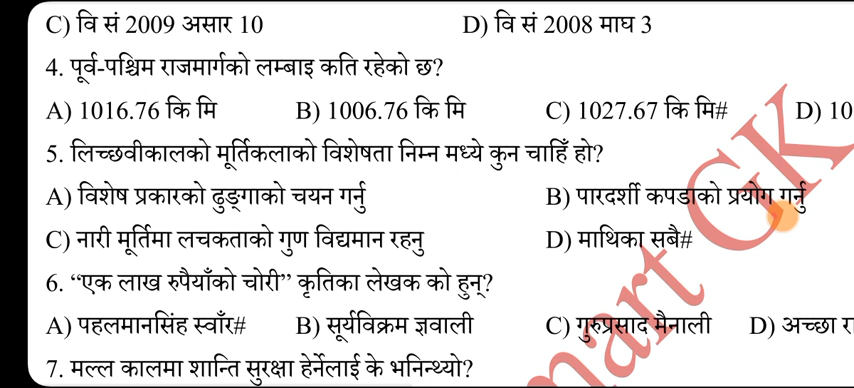 C) वि सं 2009 असार 10 D) वि सं 2008 माघ 3
4. पूर्व-पश्चिम राजमार्गको लम्बाइ कति रहेको छ?
A) 1016.76 कि मि B) 1006.76 कि मि C) 1027.67 कि मि# D) 10
5. लिच्छवीकालको मूर्तिकलाको विशेषता निम्न मध्ये कुन चाहिँ हो?
A) विशेष प्रकारको ढुङ्गाको चयन गर्नु B) पारदर्शी कपडाको प्रयोग गर्नु
C) नारी मूर्तिमा लचकताको गुण विद्यमान रहनु D) माथिका सबै#
6. “एक लाख रुपैयाँको चोरी” कृतिका लेखक को हुन्?
A) पहलमानसिंह स्वाँर# B) सूर्यविक्रम ज्ञवाली C) गुरुप्रसाद मैनाली D) अच्छा
7. मल्ल कालमा शान्ति सुरक्षा हेर्नेलाई के भनिन्थ्यो?
mart GK